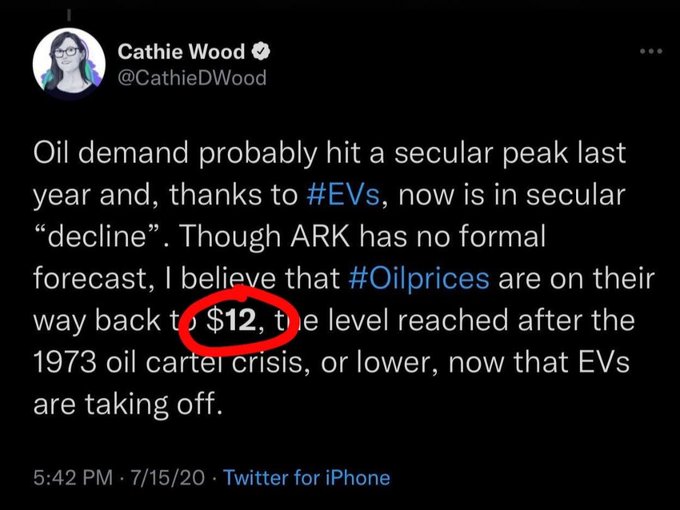 Cathie Wood
@CathieDWood
Oil demand probably hit a secular peak last
year and, thanks to #EVs, now is in secular
“decline”. Though ARK has no formal
forecast, I believe that #Oilprices are on their
way back to $12, the level reached after the
1973 oil cartel crisis, or lower, now that EVs
are taking off.
5:42 PM · 7/15/20 · Twitter for iPhone